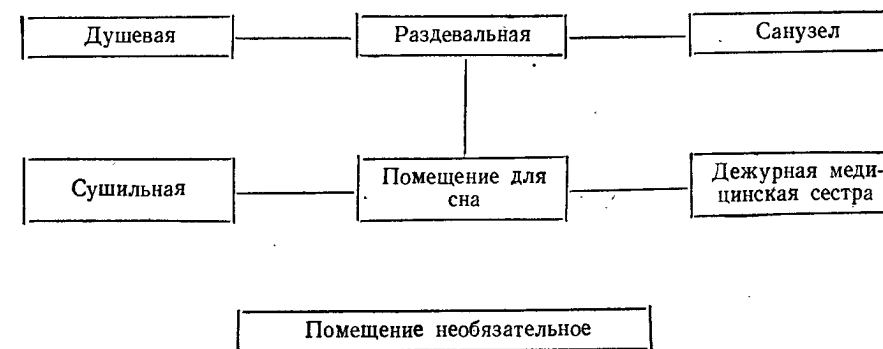 Душевая Раздевальная Санузел
Сушильная
Помещение для
сна
Дежурная меди-
цинская сестра
Помещение необязательное